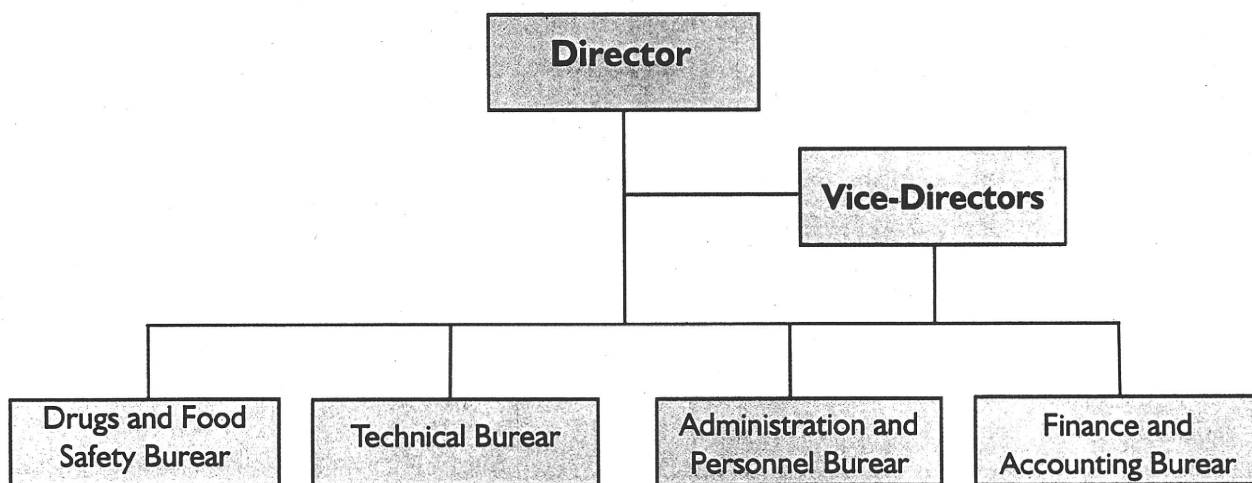 Director
Vice-Directors
Drugs and Food
Safety Burear
Technical Burear
Administration and
Personnel Burear
Finance and
Accounting Burear